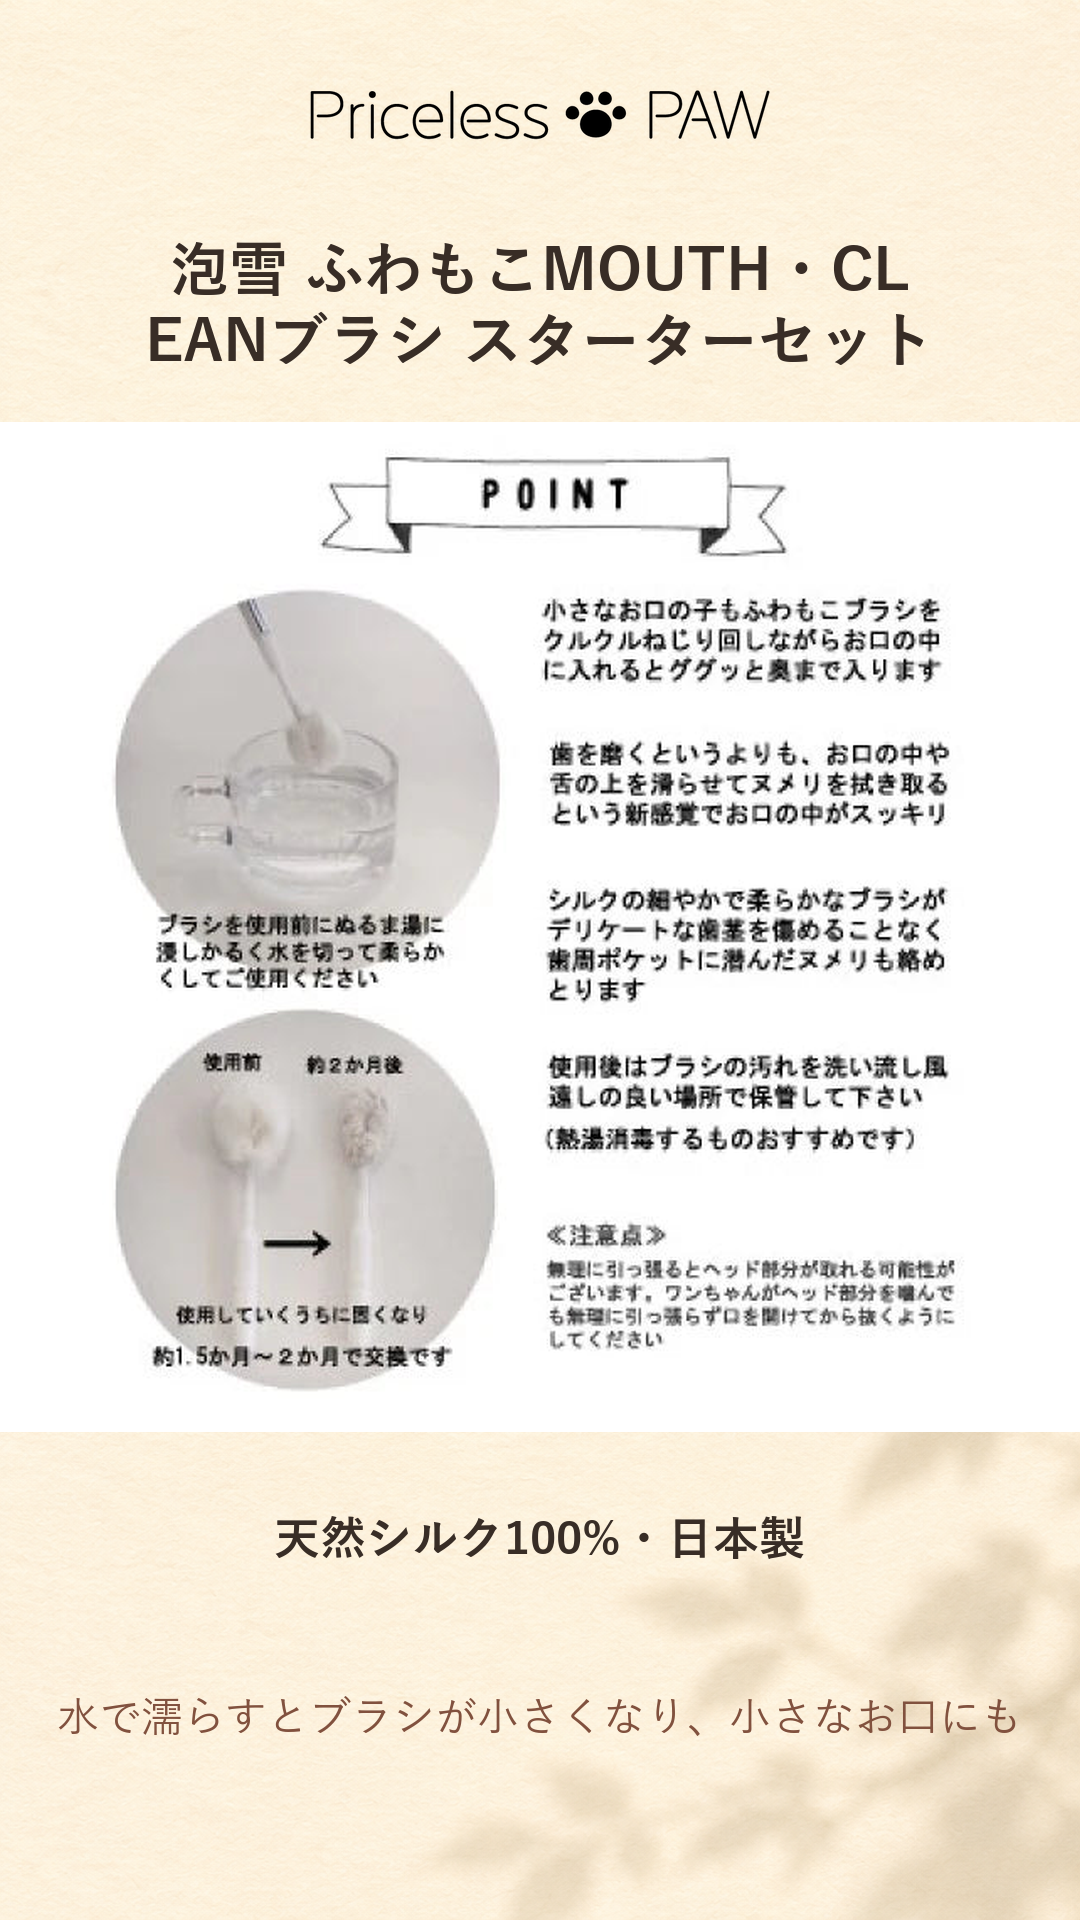 Priceless PAW
泡雪 ふわもこMOUTH・CL
EANブラシ スターターセット
POINT
小さなお口の子もふわもこブラシを
クルクルねじり回しながらお口の中
に入れるとググッと奥まで入ります
歯を磨くというよりも、お口の中や
舌の上を滑らせてヌメリを拭き取る
という新感覚でお口の中がスッキリ
シルクの細やかで柔らかなブラシが
デリケートな歯茎を傷めることなく
歯周ポケットに潜んだヌメリも絡め
とります
使用後はブラシの汚れを洗い流し風
通しの良い場所で保管して下さい
(熱湯消毒するものおすすめです)
≪注意点≫
無理に引っ張るとヘッド部分が取れる可能性が
ございます。ワンちゃんがヘッド部分を噛んで
も無理に引っ張らず口を開けてから抜くように
してください
ブラシを使用前にぬるま湯に
浸しかるく水を切って柔らか
くしてご使用ください
使用前 約2か月後
使用していくうちに固くなり
約1.5か月～2か月で交換です
天然シルク100%・日本製
水で濡らすとブラシが小さくなり、小さなお口にも